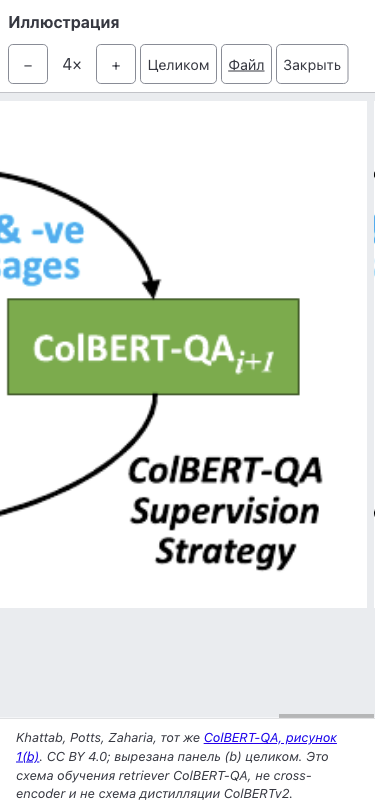 Иллюстрация
− 4× + Целиком Файл Закрыть
& -ve
ages
ColBERT-QAi+1
ColBERT-QA
Supervision
Strategy
Khattab, Potts, Zaharia, тот же ColBERT-QA, рисунок
1(b). CC BY 4.0; вырезана панель (b) целиком. Это
схема обучения retriever ColBERT-QA, не cross-
encoder и не схема дистилляции ColBERTv2.